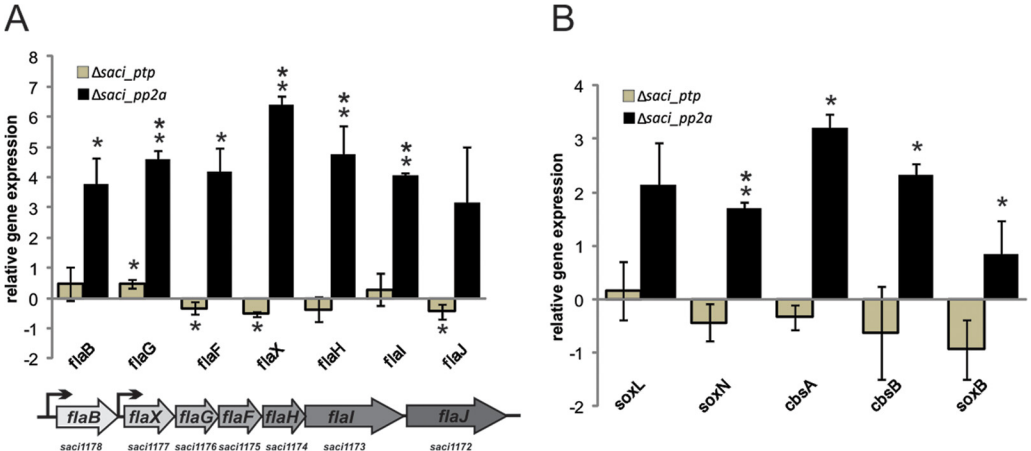 A
relative gene expression
8
7
6
5
4
3
2
1
0
-1
-2
Δsaci_ptp
Δsaci_pp2a
* ** * ** ** **
* * * *
flaB flaG flaF flaX flaH flaI flaJ
flaB flaX flaG flaF flaH flaI flaJ
saci1178 saci1177 saci1176 saci1175 saci1174 saci1173 saci1172
B
relative gene expression
4
3
2
1
0
-1
-2
Δsaci_ptp
Δsaci_pp2a
** * * *
soxL soxN cbsA cbsB soxB